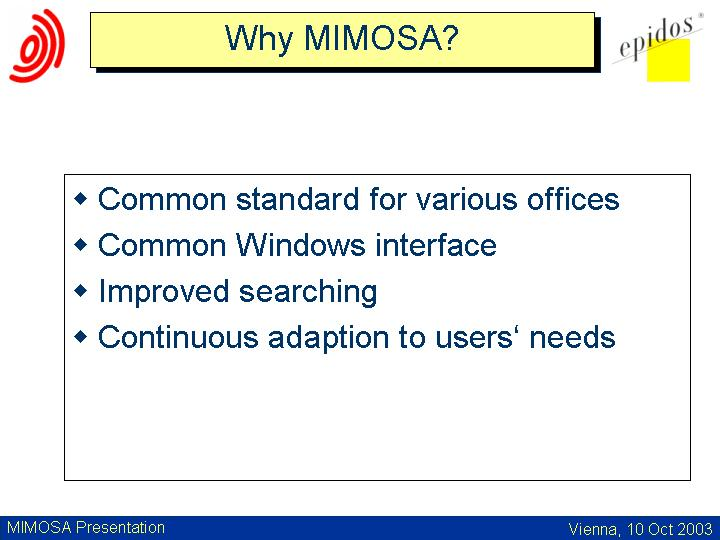 Why MIMOSA?
epidos®
◆ Common standard for various offices
◆ Common Windows interface
◆ Improved searching
◆ Continuous adaption to users‘ needs
MIMOSA Presentation
Vienna, 10 Oct 2003